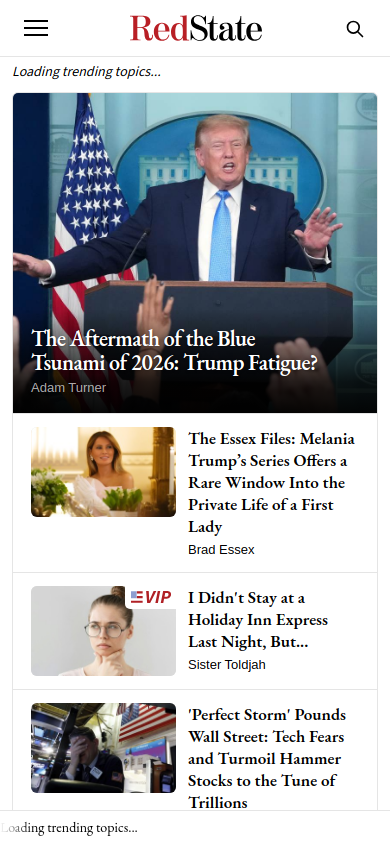 RedState
Loading trending topics...
The Aftermath of the Blue
Tsunami of 2026: Trump Fatigue?
Adam Turner
The Essex Files: Melania
Trump’s Series Offers a
Rare Window Into the
Private Life of a First
Lady
Brad Essex
VIP
I Didn't Stay at a
Holiday Inn Express
Last Night, But...
Sister Toldjah
'Perfect Storm' Pounds
Wall Street: Tech Fears
and Turmoil Hammer
Stocks to the Tune of
Trillions
Loading trending topics...